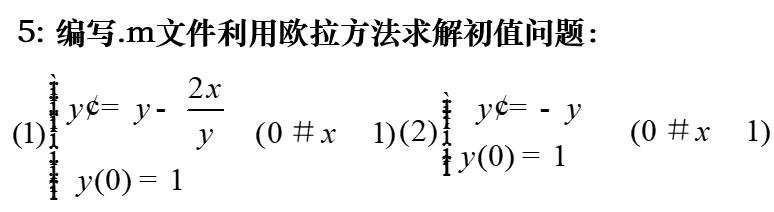 5: 编写.m文件利用欧拉方法求解初值问题:
(1) { y¢= y - 2x/y (0 # x 1) (2) { y¢= - y (0 # x 1)
y(0) = 1 y(0) = 1